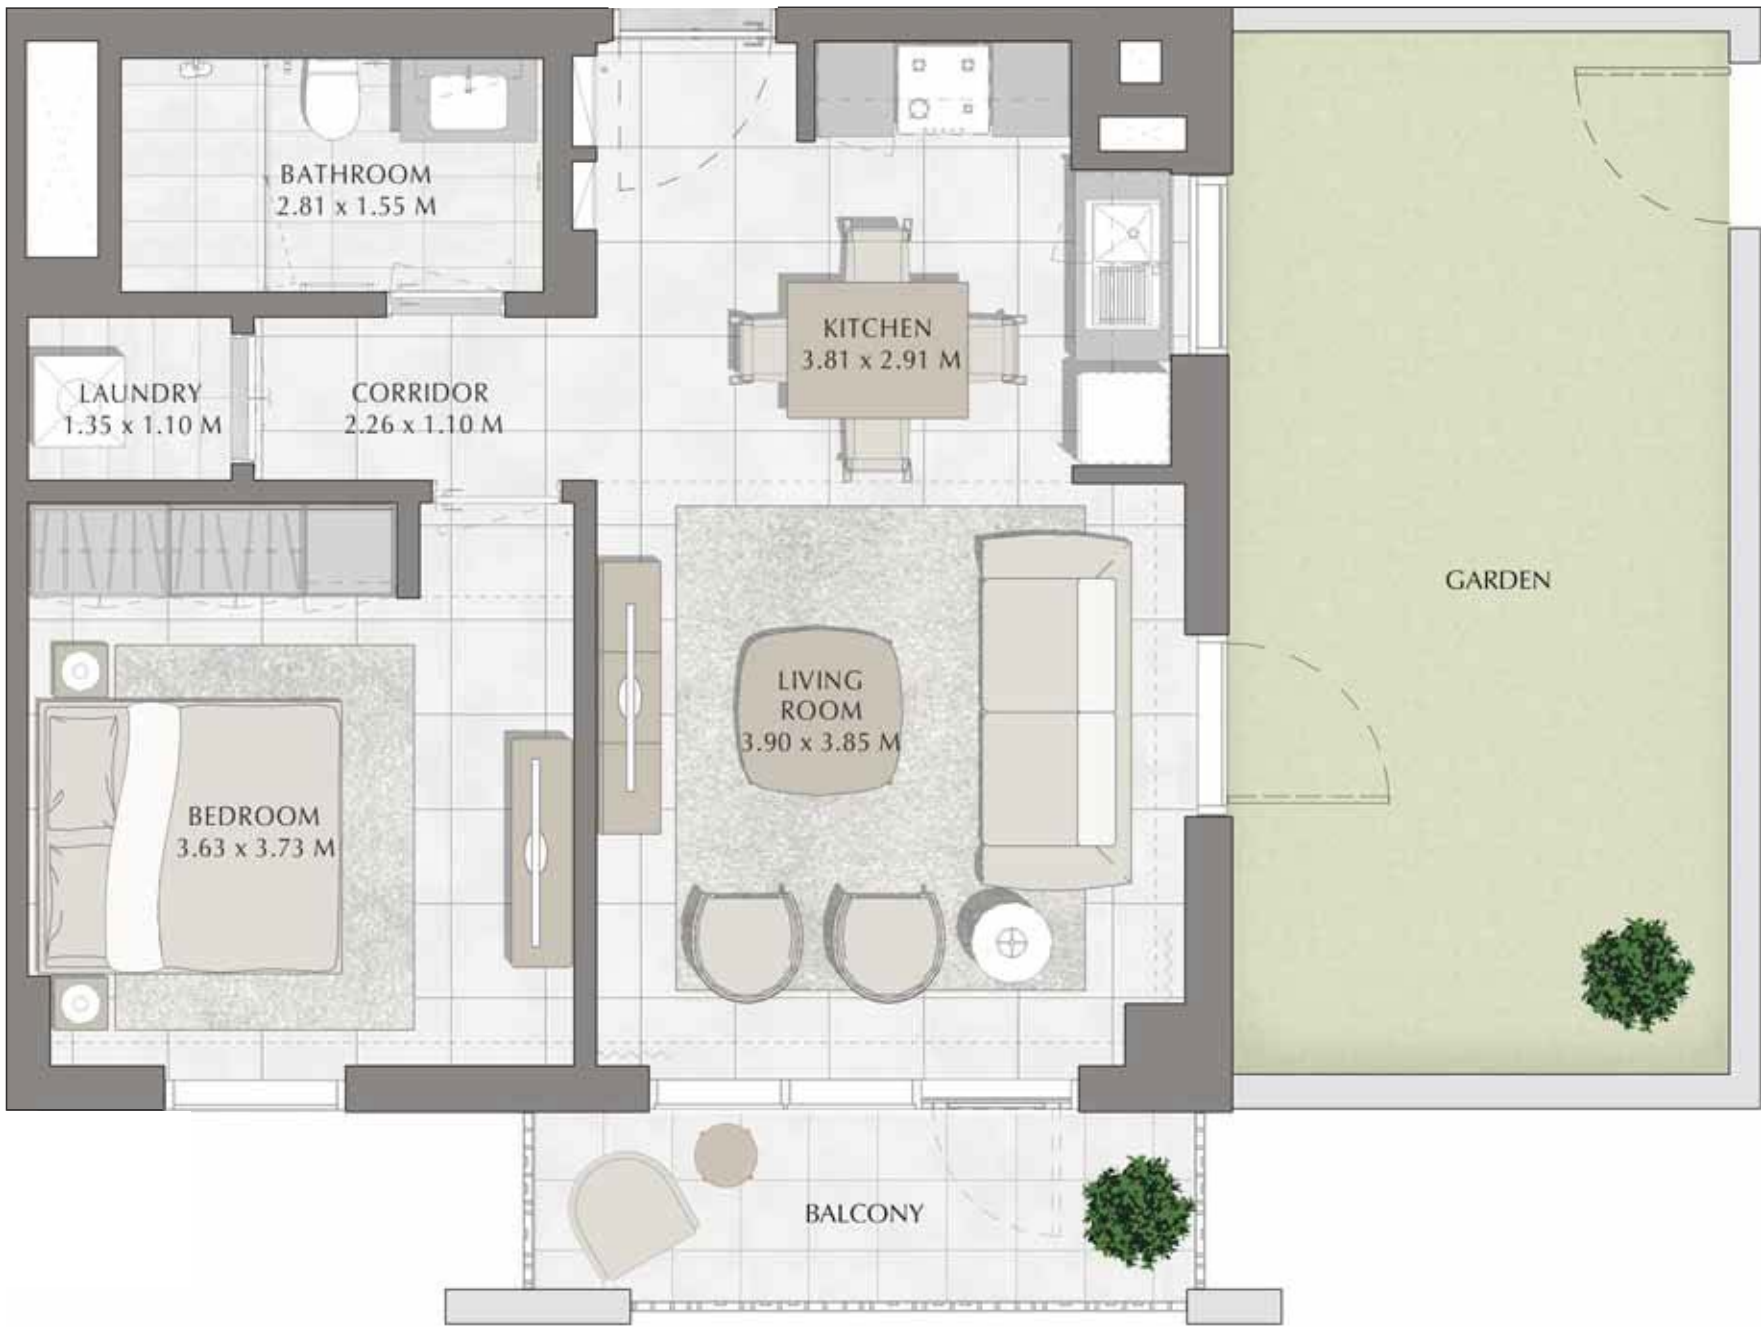 BATHROOM
2.81 x 1.55 M
KITCHEN
3.81 x 2.91 M
LAUNDRY
1.35 x 1.10 M
CORRIDOR
2.26 x 1.10 M
GARDEN
LIVING
ROOM
3.90 x 3.85 M
BEDROOM
3.63 x 3.73 M
BALCONY